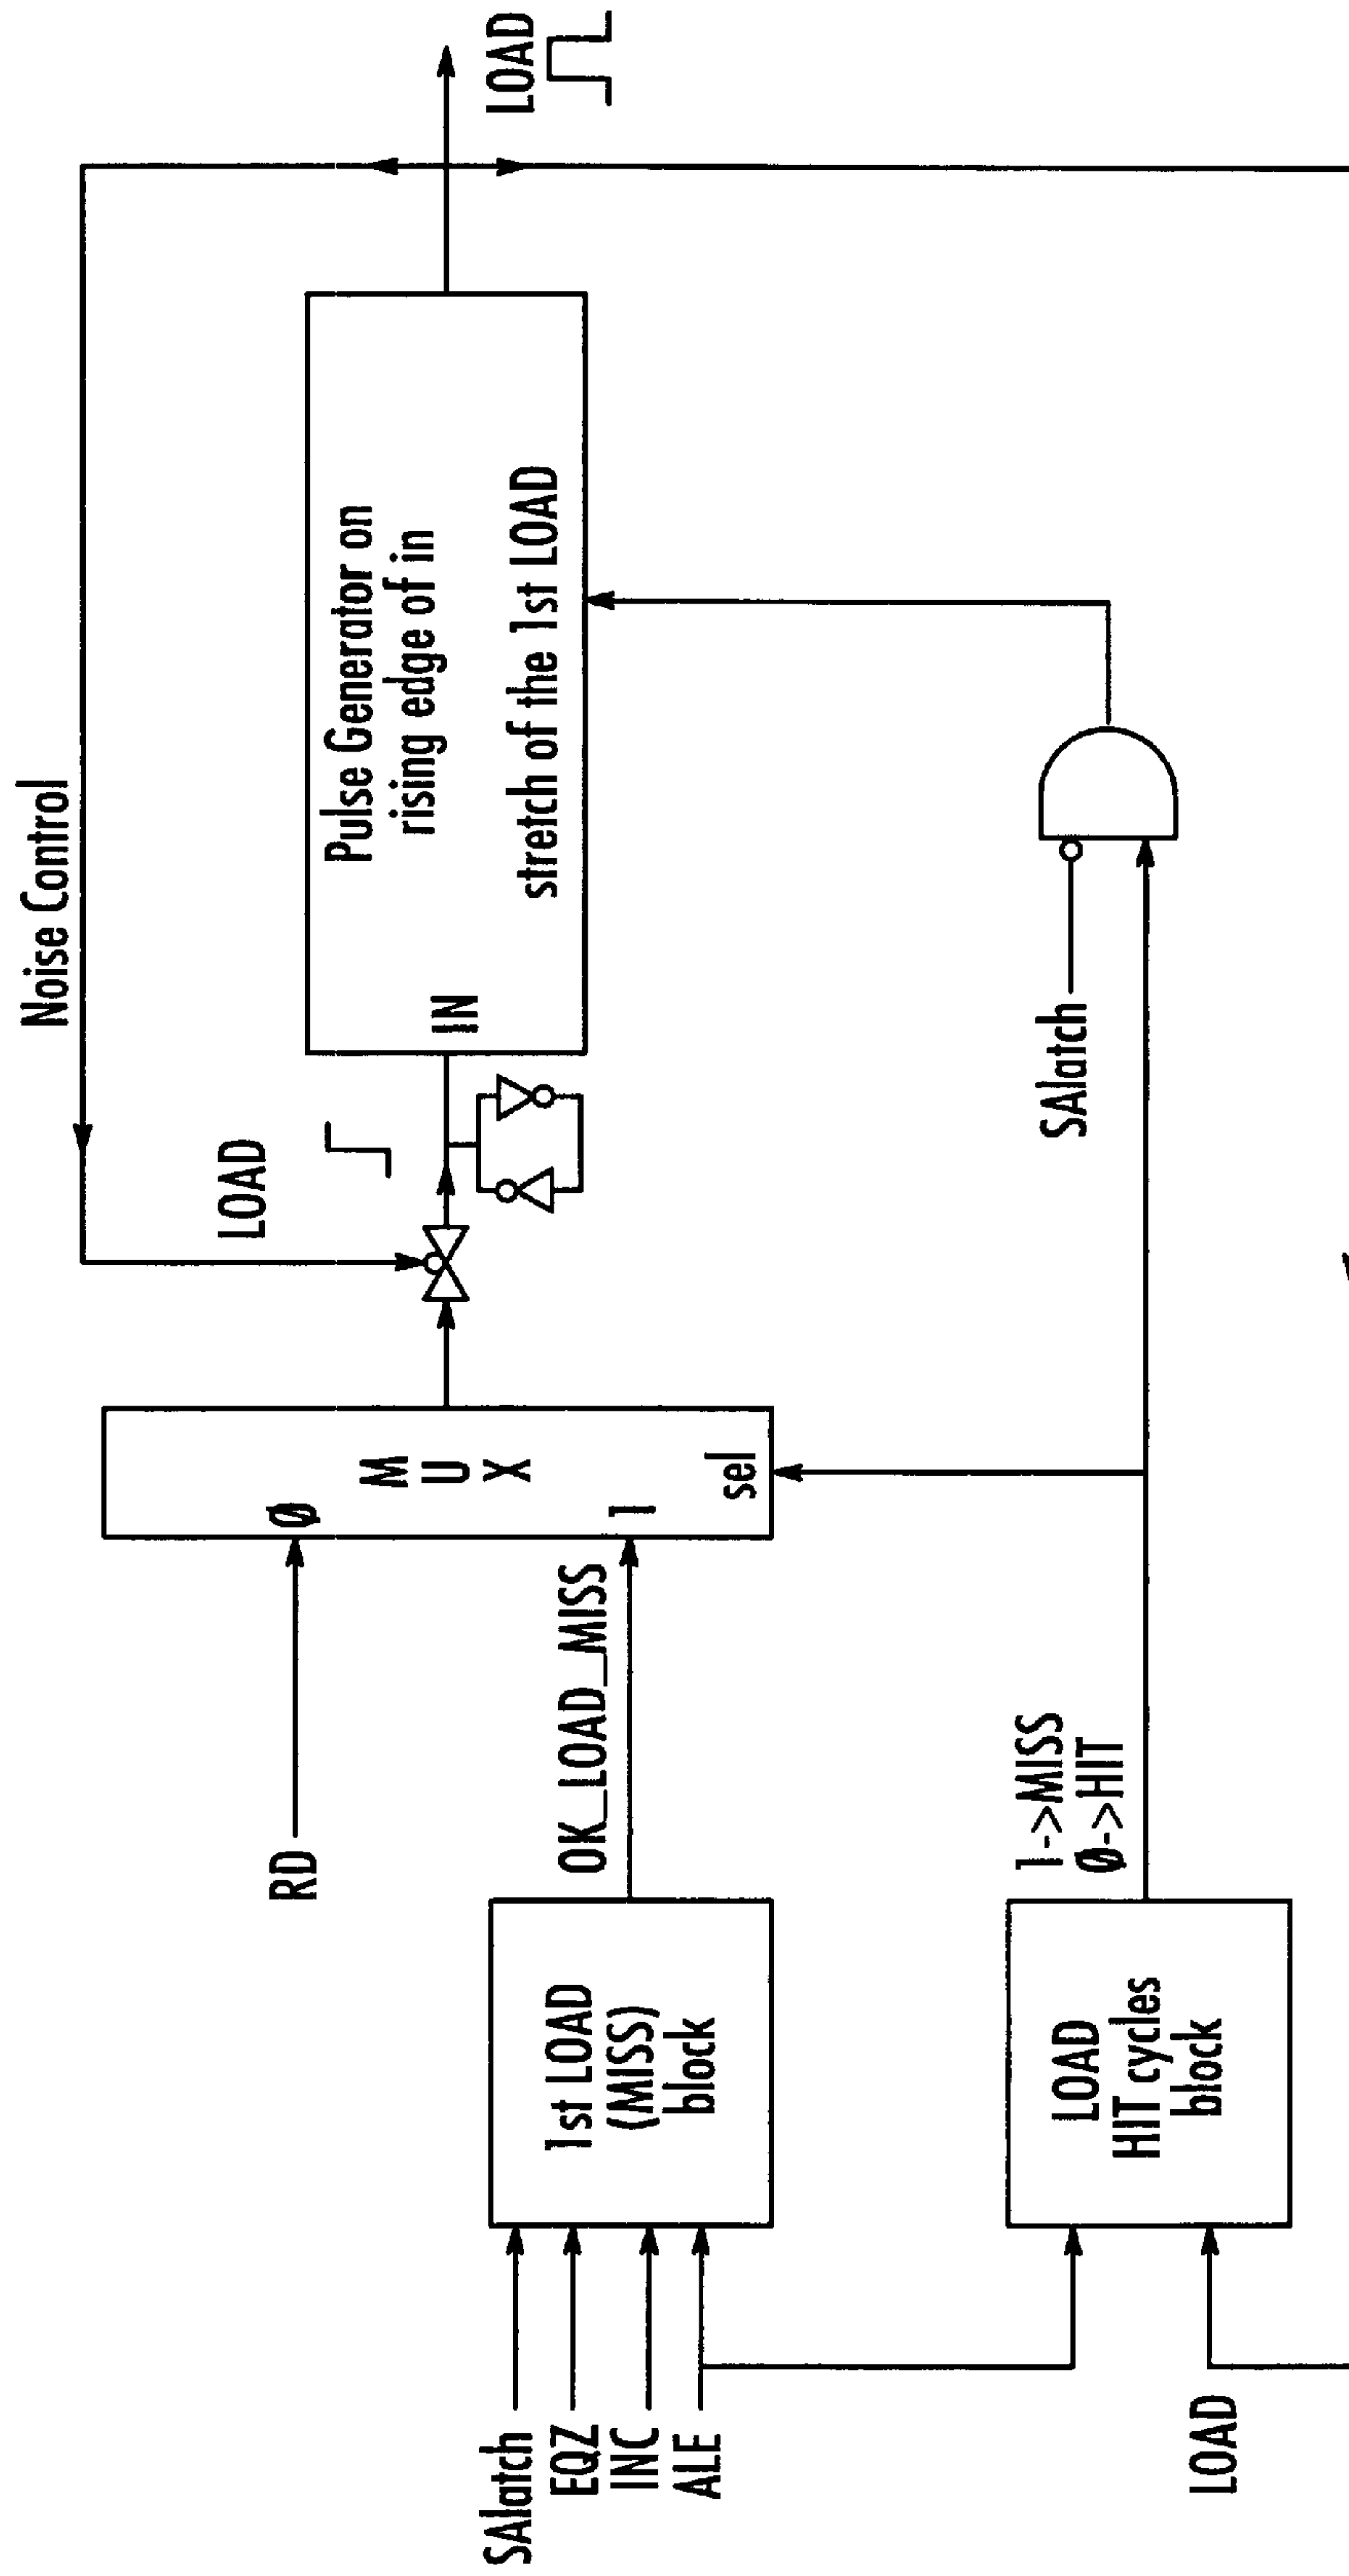 Noise Control
LOAD
LOAD
Pulse Generator on
rising edge of in
IN
stretch of the 1st LOAD
RD
Ø
M
U
X
1
sel
OK_LOAD_MISS
SAlatch
EQZ
INC
ALE
1st LOAD
(MISS)
block
1->MISS
Ø->HIT
SAlatch
LOAD
HIT cycles
block
LOAD